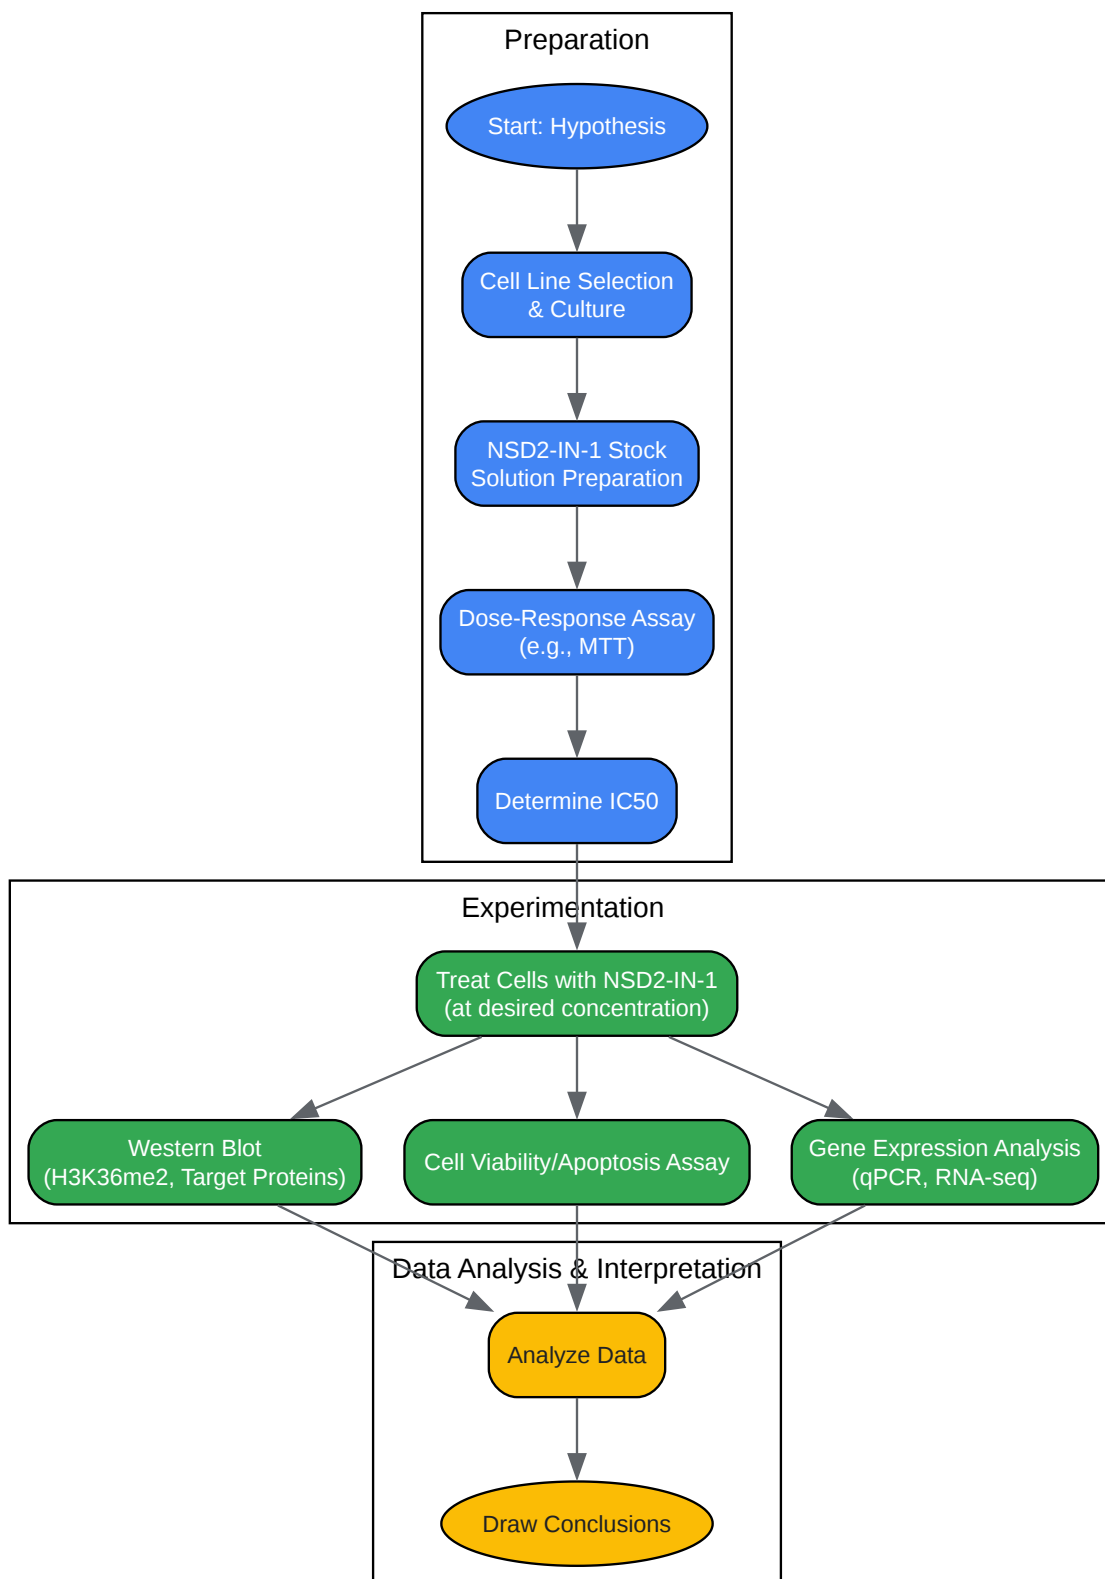 Preparation
Start: Hypothesis
Cell Line Selection
& Culture
NSD2-IN-1 Stock
Solution Preparation
Dose-Response Assay
(e.g., MTT)
Determine IC50
Experimentation
Treat Cells with NSD2-IN-1
(at desired concentration)
Western Blot
(H3K36me2, Target Proteins)
Cell Viability/Apoptosis Assay
Gene Expression Analysis
(qPCR, RNA-seq)
Data Analysis & Interpretation
Analyze Data
Draw Conclusions